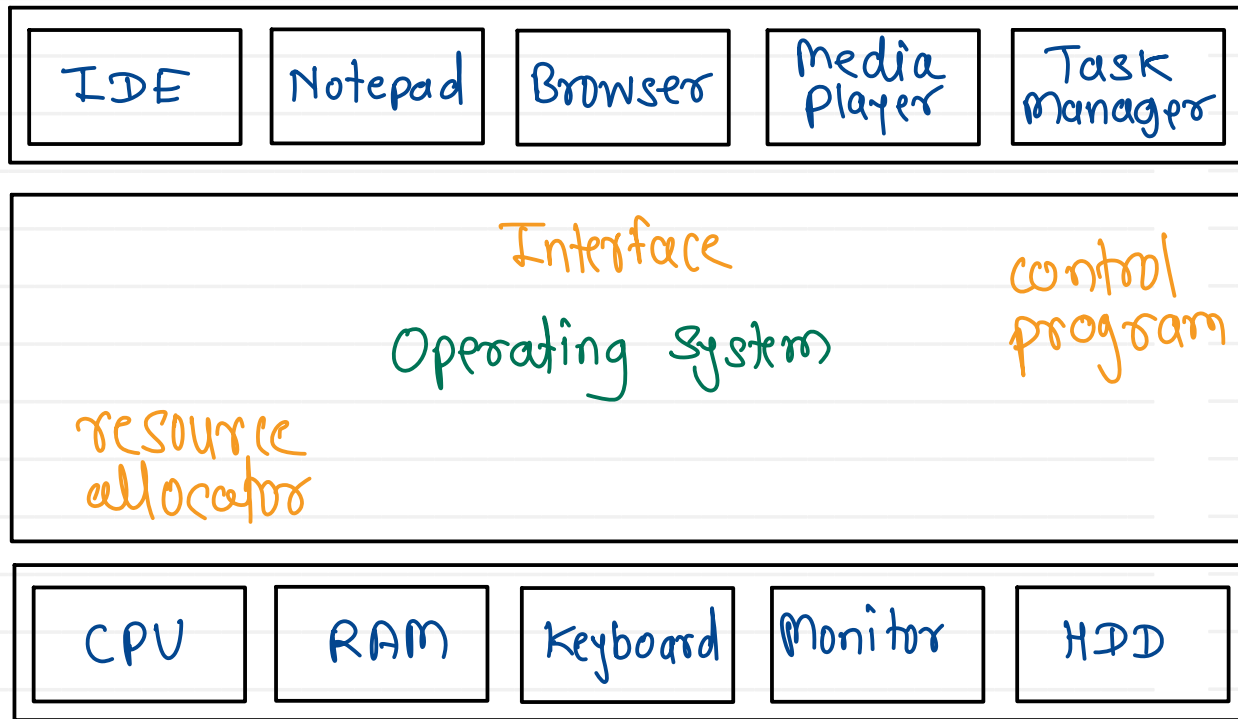 IDE
Notepad
Browser
Media
Player
Task
Manager
Interface
control
program
Operating System
resource
allocator
CPU
RAM
Keyboard
Monitor
HDD